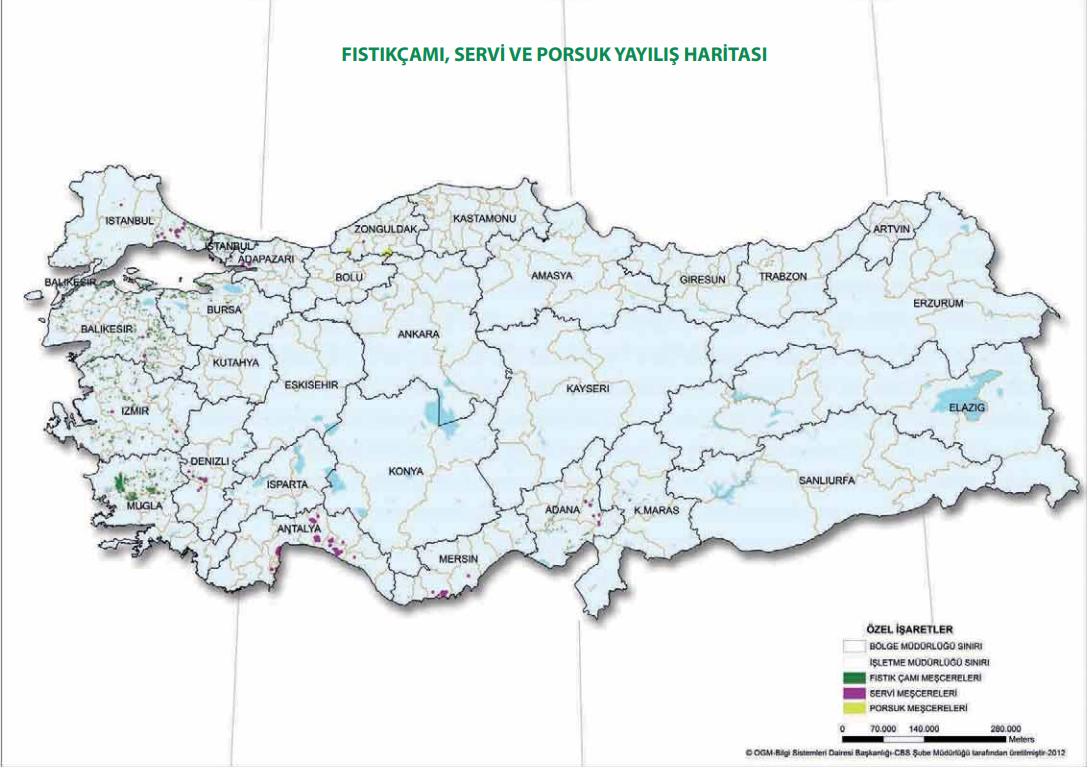 FISTIKÇAMI, SERVİ VE PORSUK YAYILIŞ HARİTASI
ISTANBUL
ZONGULDAK
KASTAMONU
ARTVIN
ISTANBUL
ADAPAZARI
BOLU
AMASYA
GIRESUN
TRABZON
BALIKESIR
BURSA
ERZURUM
BALIKESIR
ANKARA
KUTAHYA
ESKISEHIR
KAYSERI
IZMIR
ELAZIG
DENIZLI
KONYA
ISPARTA
SANLIURFA
MUGLA
ADANA
K.MARAS
ANTALYA
MERSIN
ÖZEL İŞARETLER
BÖLGE MÜDÜRLÜĞÜ SINIRI
İŞLETME MÜDÜRLÜĞÜ SINIRI
FISTIK ÇAMI MEŞCERELERİ
SERVİ MEŞCERELERİ
PORSUK MEŞCERELERİ
0 70.000 140.000 280.000
Meters
© OGM-Bilgi Sistemleri Dairesi Başkanlığı-CBS Şube Müdürlüğü tarafından üretilmiştir-2012